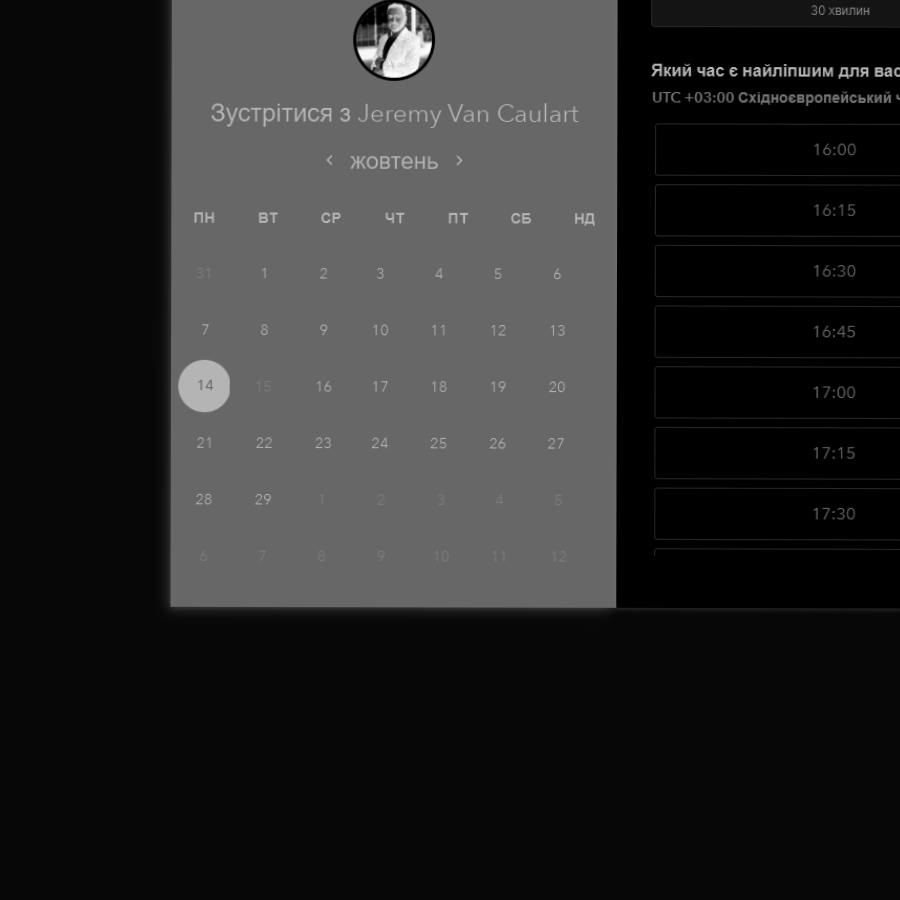 Зустрітися з Jeremy Van Caulart
жовтень
ПН ВТ СР ЧТ ПТ СБ НД
31 1 2 3 4 5 6
7 8 9 10 11 12 13
14 15 16 17 18 19 20
21 22 23 24 25 26 27
28 29 1 2 3 4 5
6 7 8 9 10 11 12
30 хвилин
Який час є найліпшим для вас
UTC +03:00 Східноєвропейський
16:00
16:15
16:30
16:45
17:00
17:15
17:30